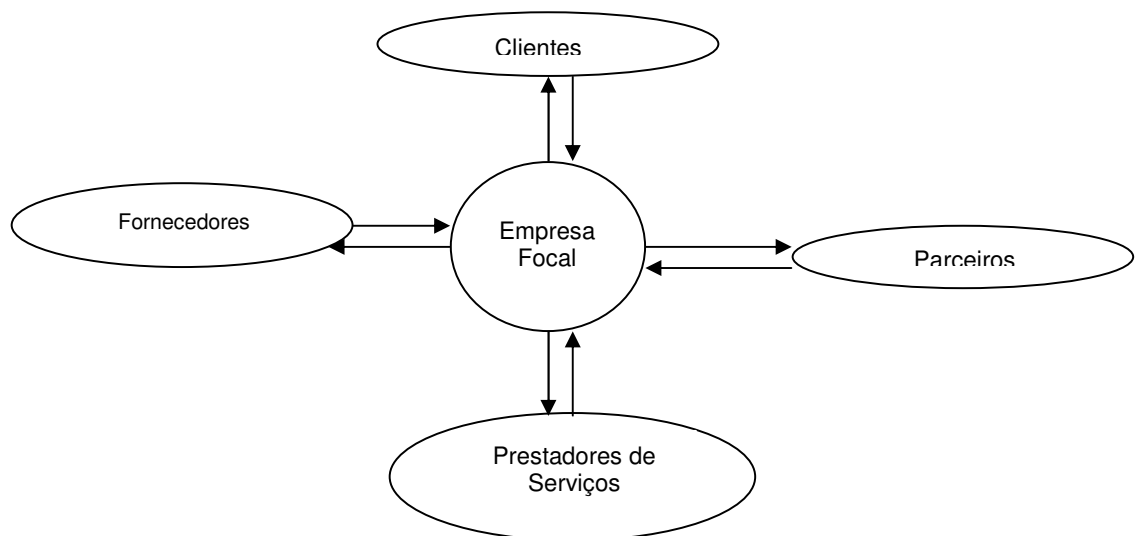 Clientes
Fornecedores
Empresa
Focal
Parceiros
Prestadores de
Serviços